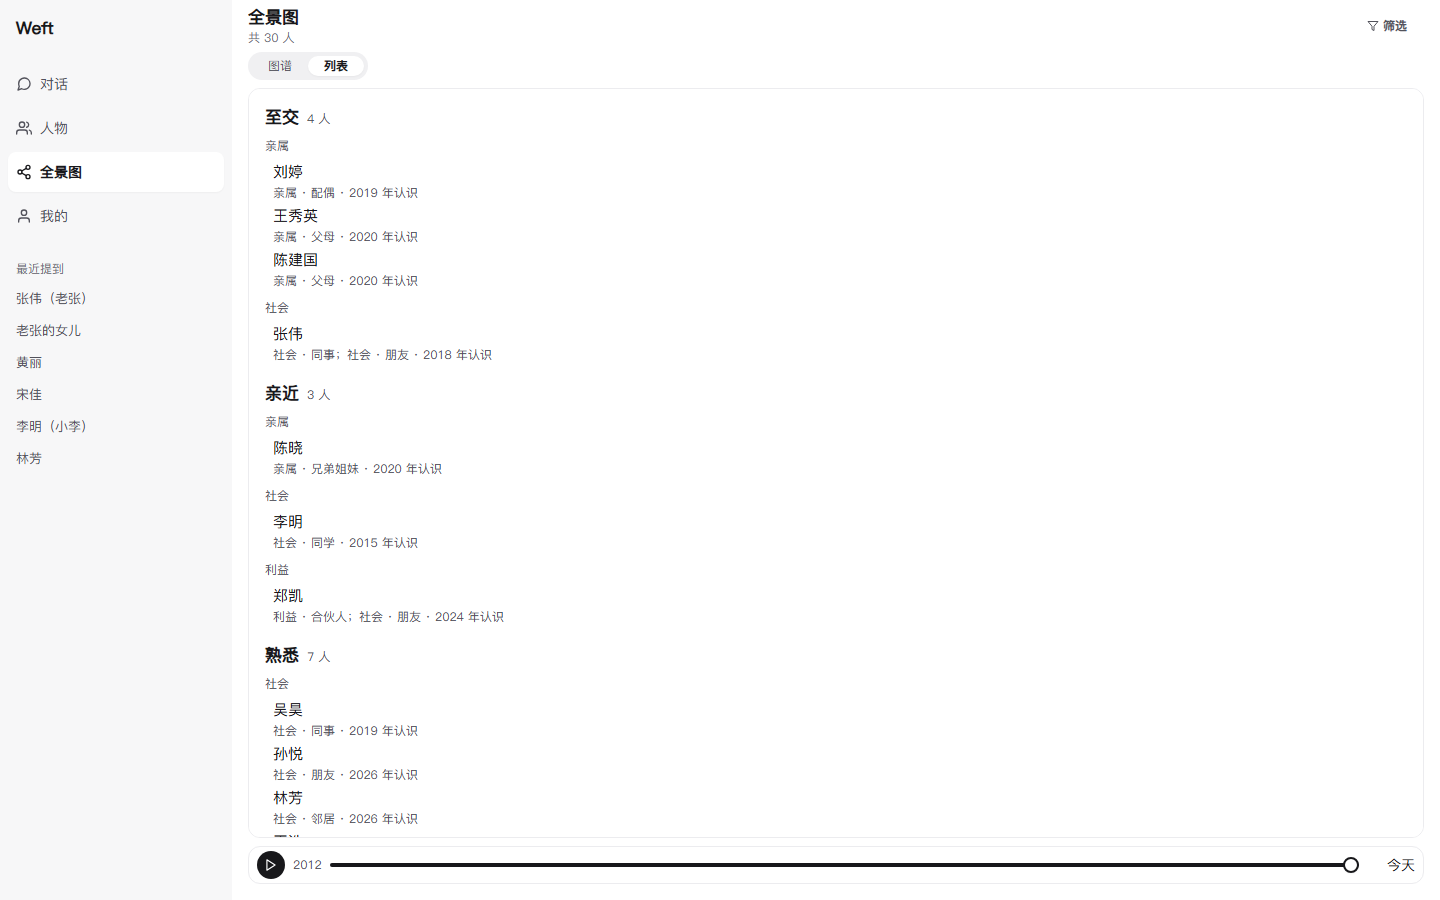 Weft
对话
人物
全景图
我的
最近提到
张伟（老张）
老张的女儿
黄丽
宋佳
李明（小李）
林芳
全景图
共 30 人
筛选
图谱
列表
至交 4 人
亲属
刘婷
亲属 · 配偶 · 2019 年认识
王秀英
亲属 · 父母 · 2020 年认识
陈建国
亲属 · 父母 · 2020 年认识
社会
张伟
社会 · 同事；社会 · 朋友 · 2018 年认识
亲近 3 人
亲属
陈晓
亲属 · 兄弟姐妹 · 2020 年认识
社会
李明
社会 · 同学 · 2015 年认识
利益
郑凯
利益 · 合伙人；社会 · 朋友 · 2024 年认识
熟悉 7 人
社会
吴昊
社会 · 同事 · 2019 年认识
孙悦
社会 · 朋友 · 2026 年认识
林芳
社会 · 邻居 · 2026 年认识
2012
今天